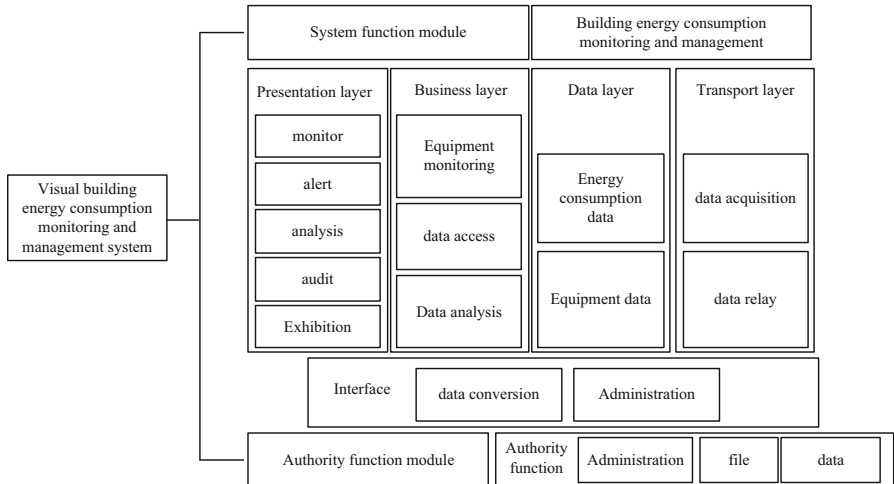 Visual building
energy consumption
monitoring and
management system
System function module
Building energy consumption
monitoring and management
Presentation layer
monitor
alert
analysis
audit
Exhibition
Business layer
Equipment
monitoring
data access
Data analysis
Data layer
Energy
consumption
data
Equipment data
Transport layer
data acquisition
data relay
Interface
data conversion
Administration
Authority function module
Authority
function
Administration
file
data